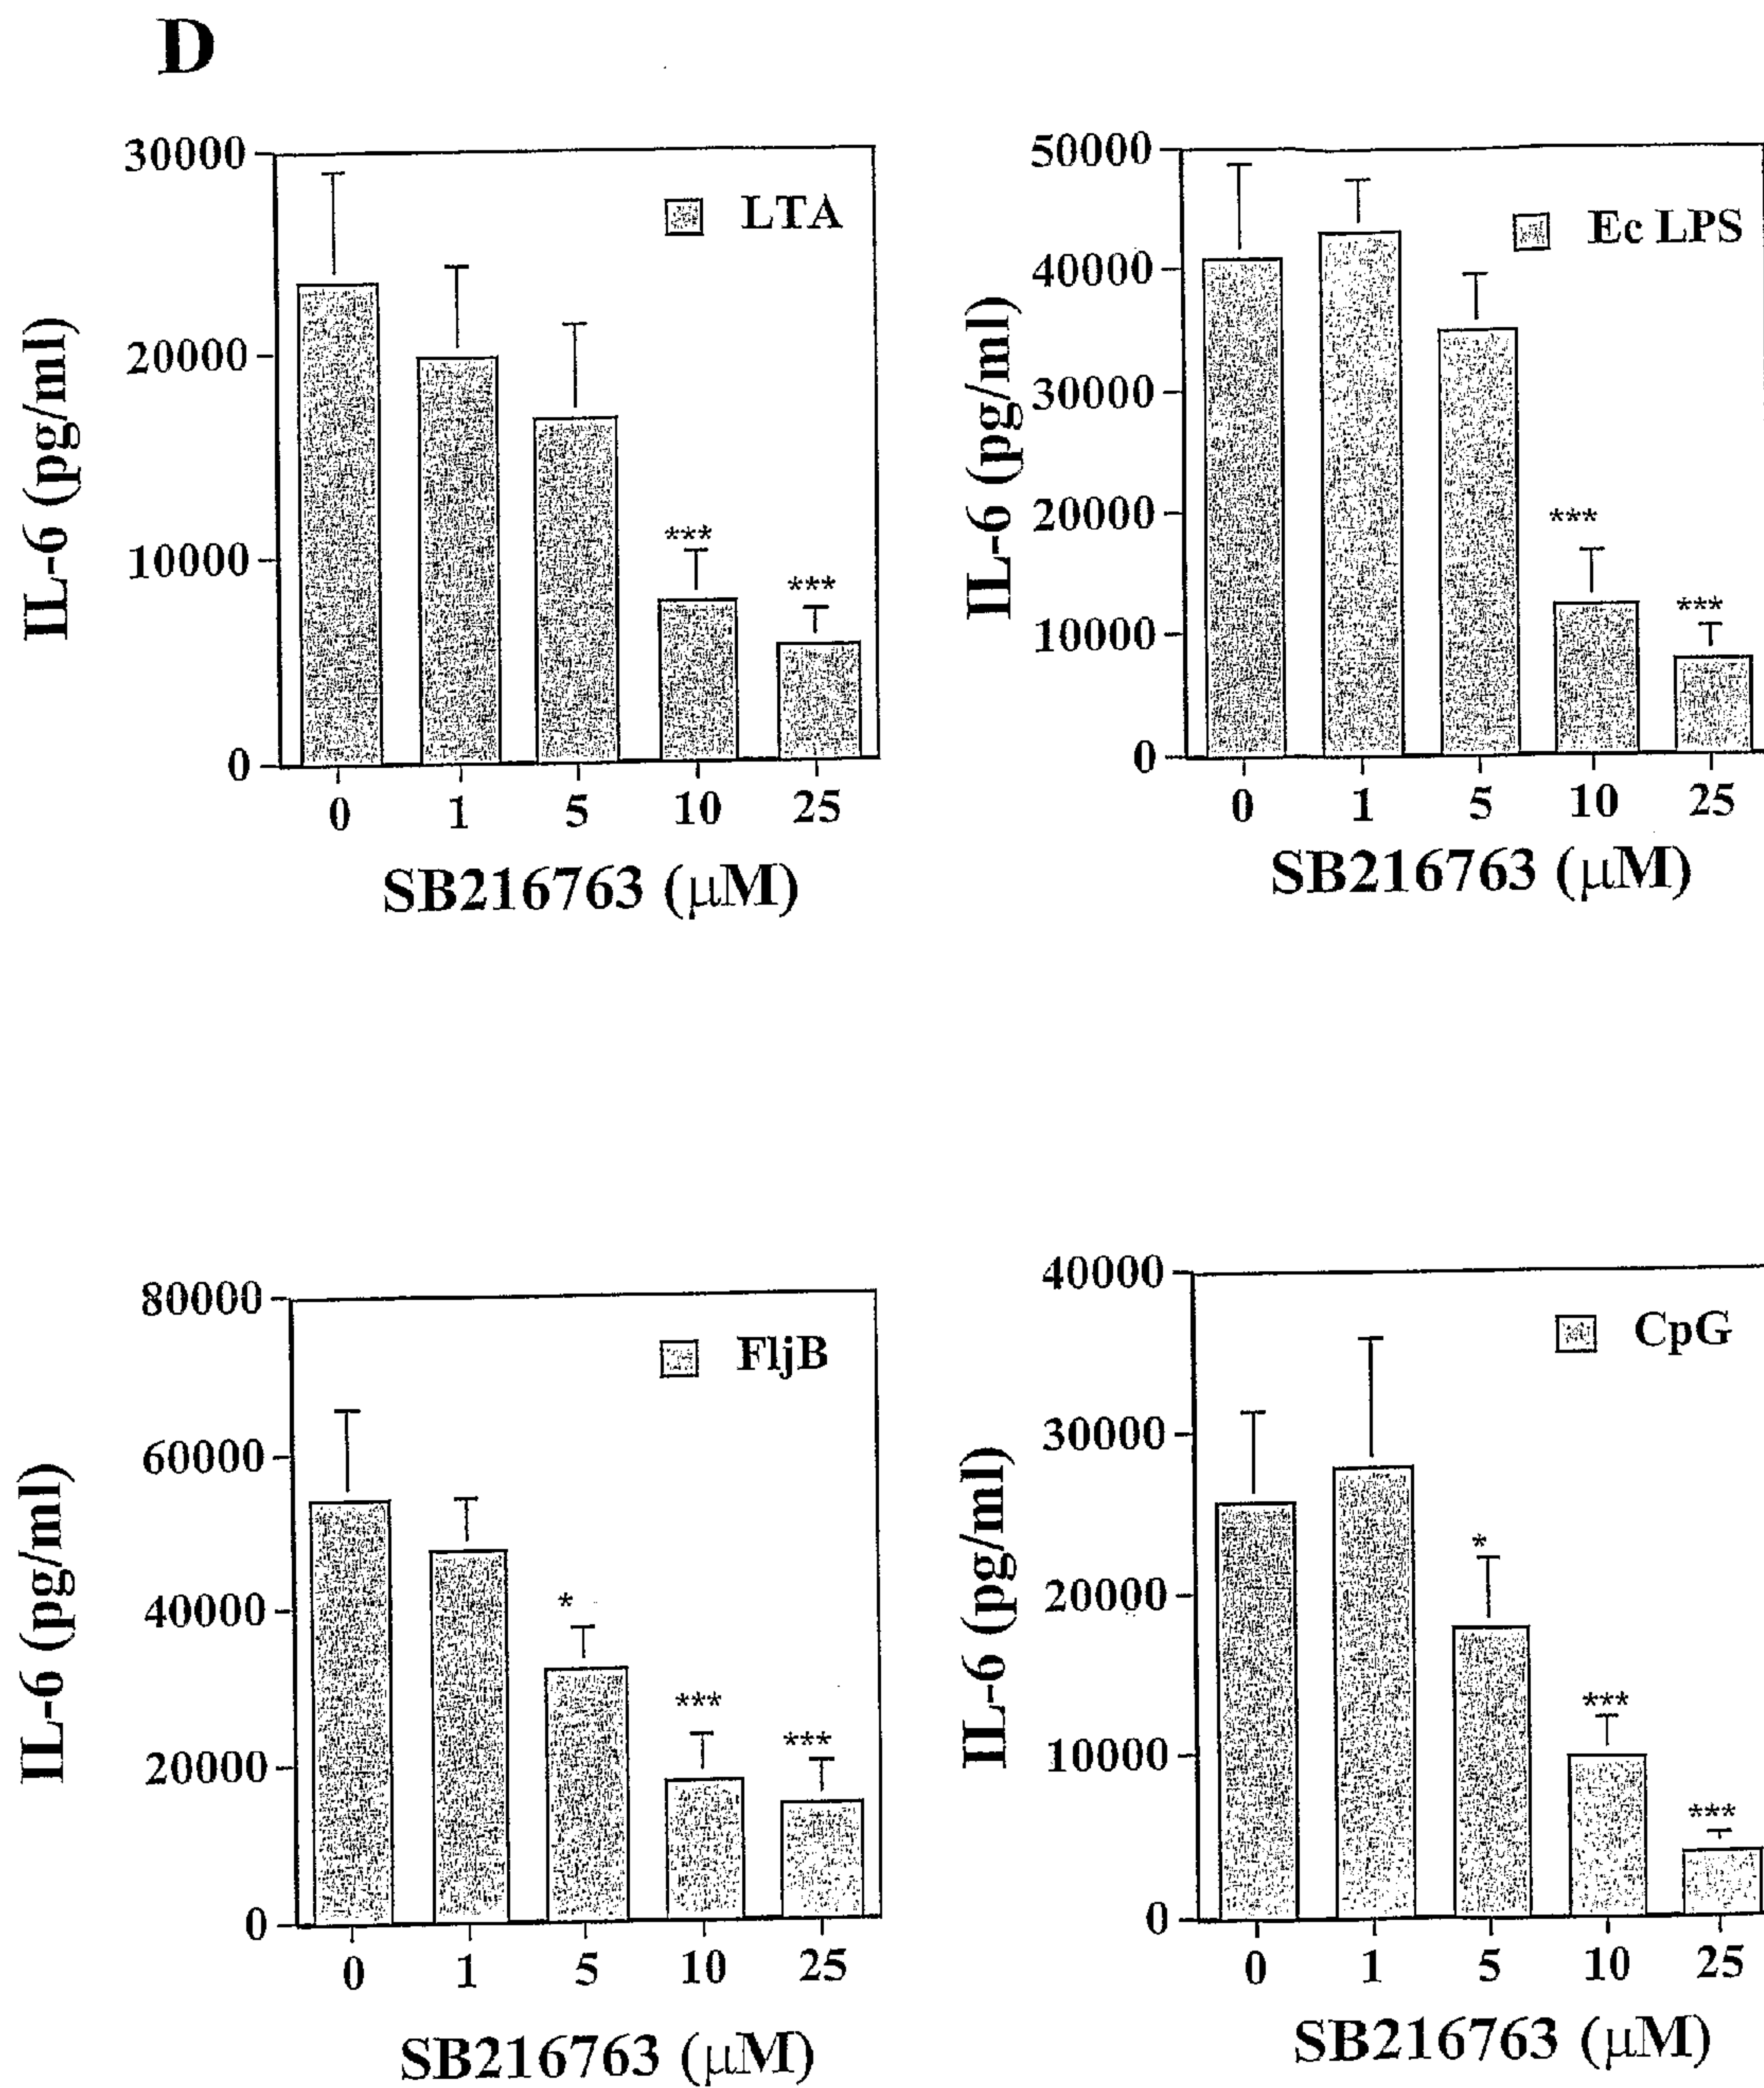 D
30000
20000
10000
0
IL-6 (pg/ml)
LTA
***
***
0 1 5 10 25
SB216763 (μM)
50000
40000
30000
20000
10000
0
IL-6 (pg/ml)
Ec LPS
***
***
0 1 5 10 25
SB216763 (μM)
80000
60000
40000
20000
0
IL-6 (pg/ml)
FljB
*
***
***
0 1 5 10 25
SB216763 (μM)
40000
30000
20000
10000
0
IL-6 (pg/ml)
CpG
*
***
***
0 1 5 10 25
SB216763 (μM)